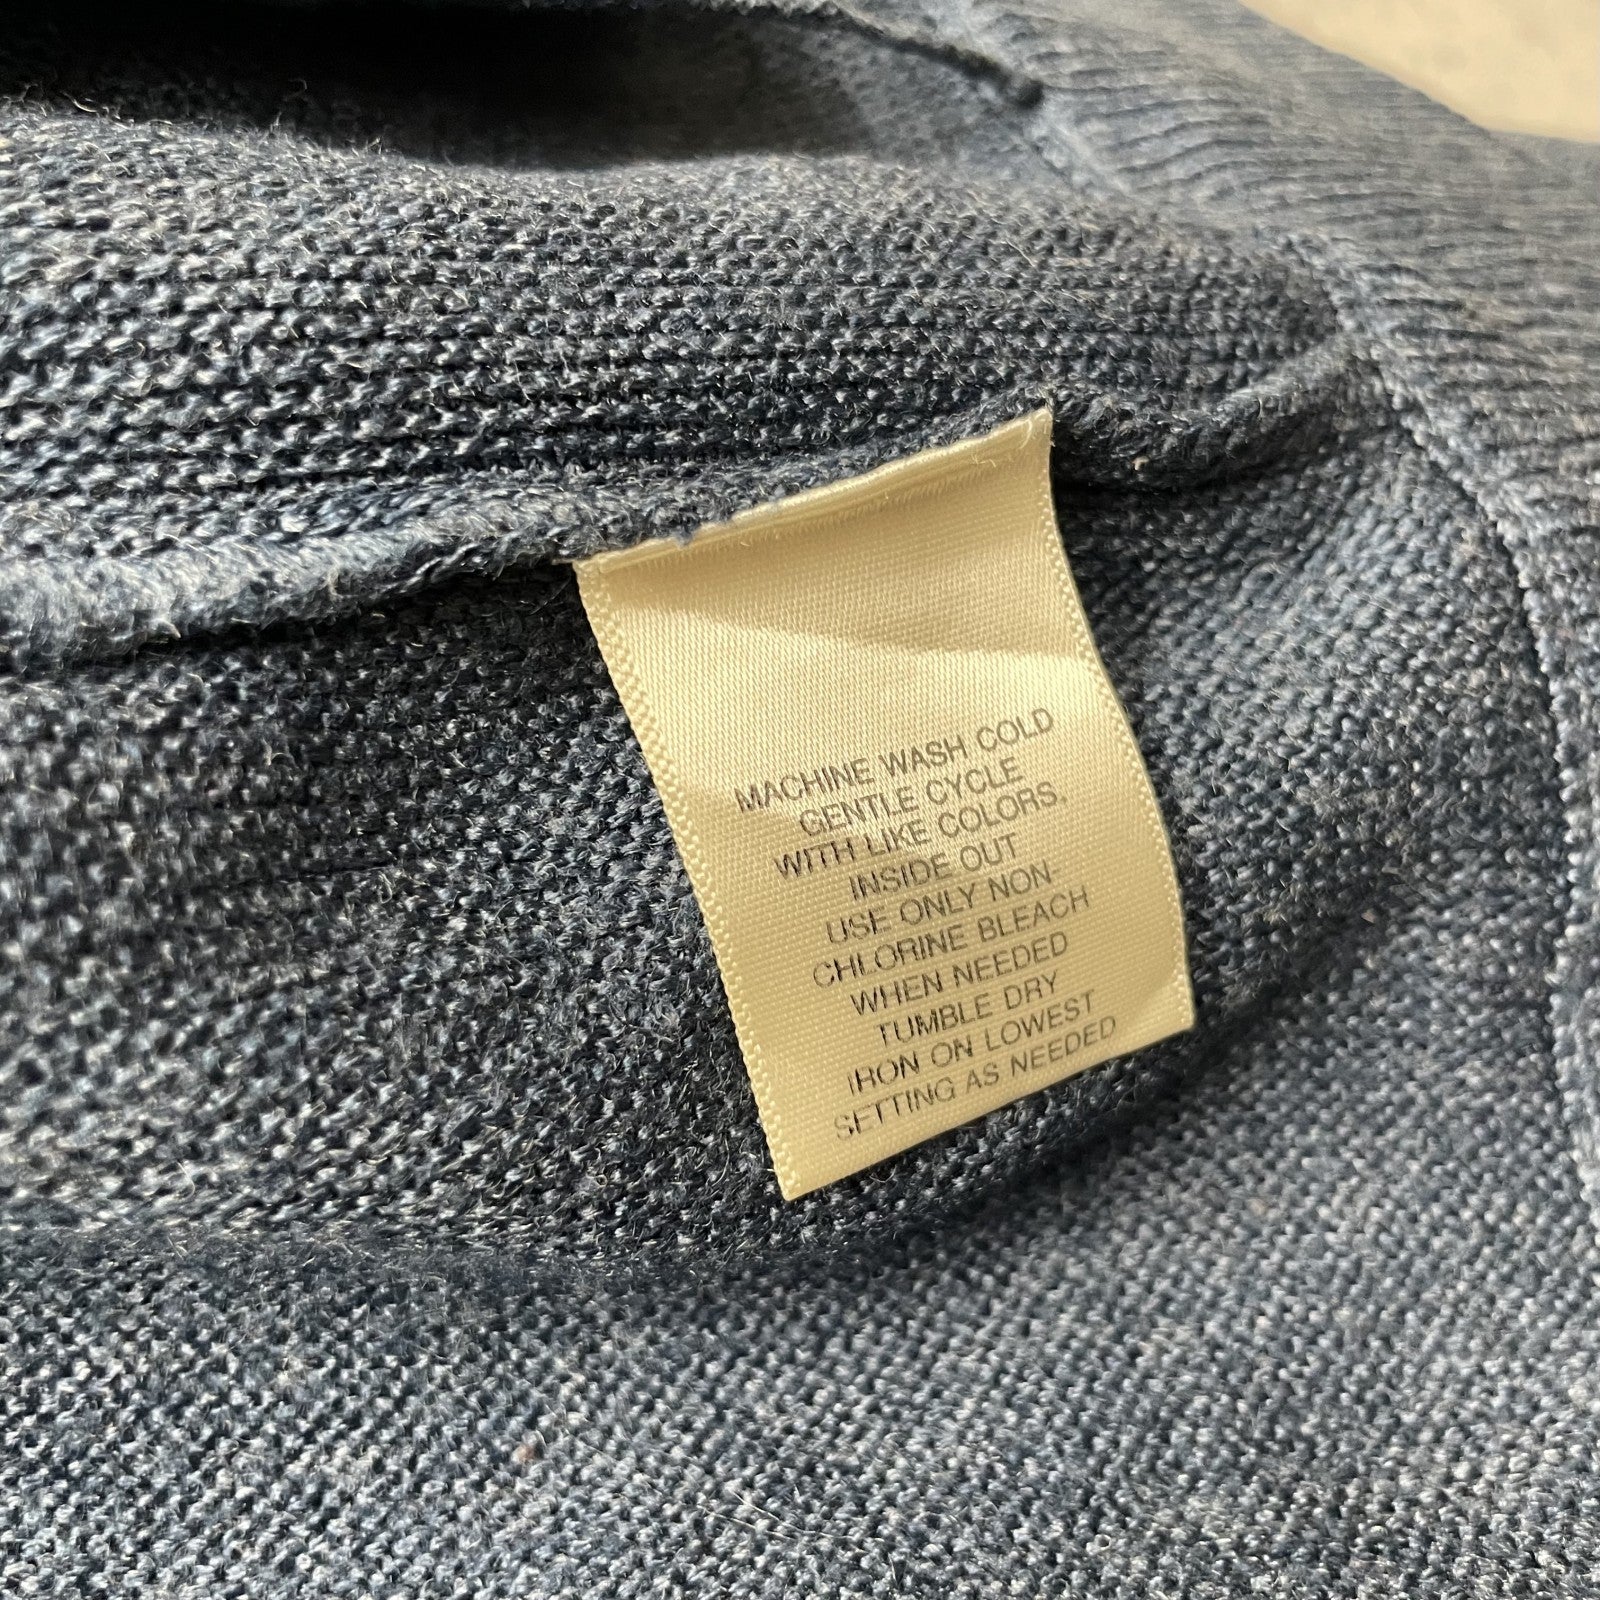 MACHINE WASH COLD
GENTLE CYCLE
WITH LIKE COLORS.
INSIDE OUT
USE ONLY NON-
CHLORINE BLEACH
WHEN NEEDED
TUMBLE DRY
IRON ON LOWEST
SETTING AS NEEDED